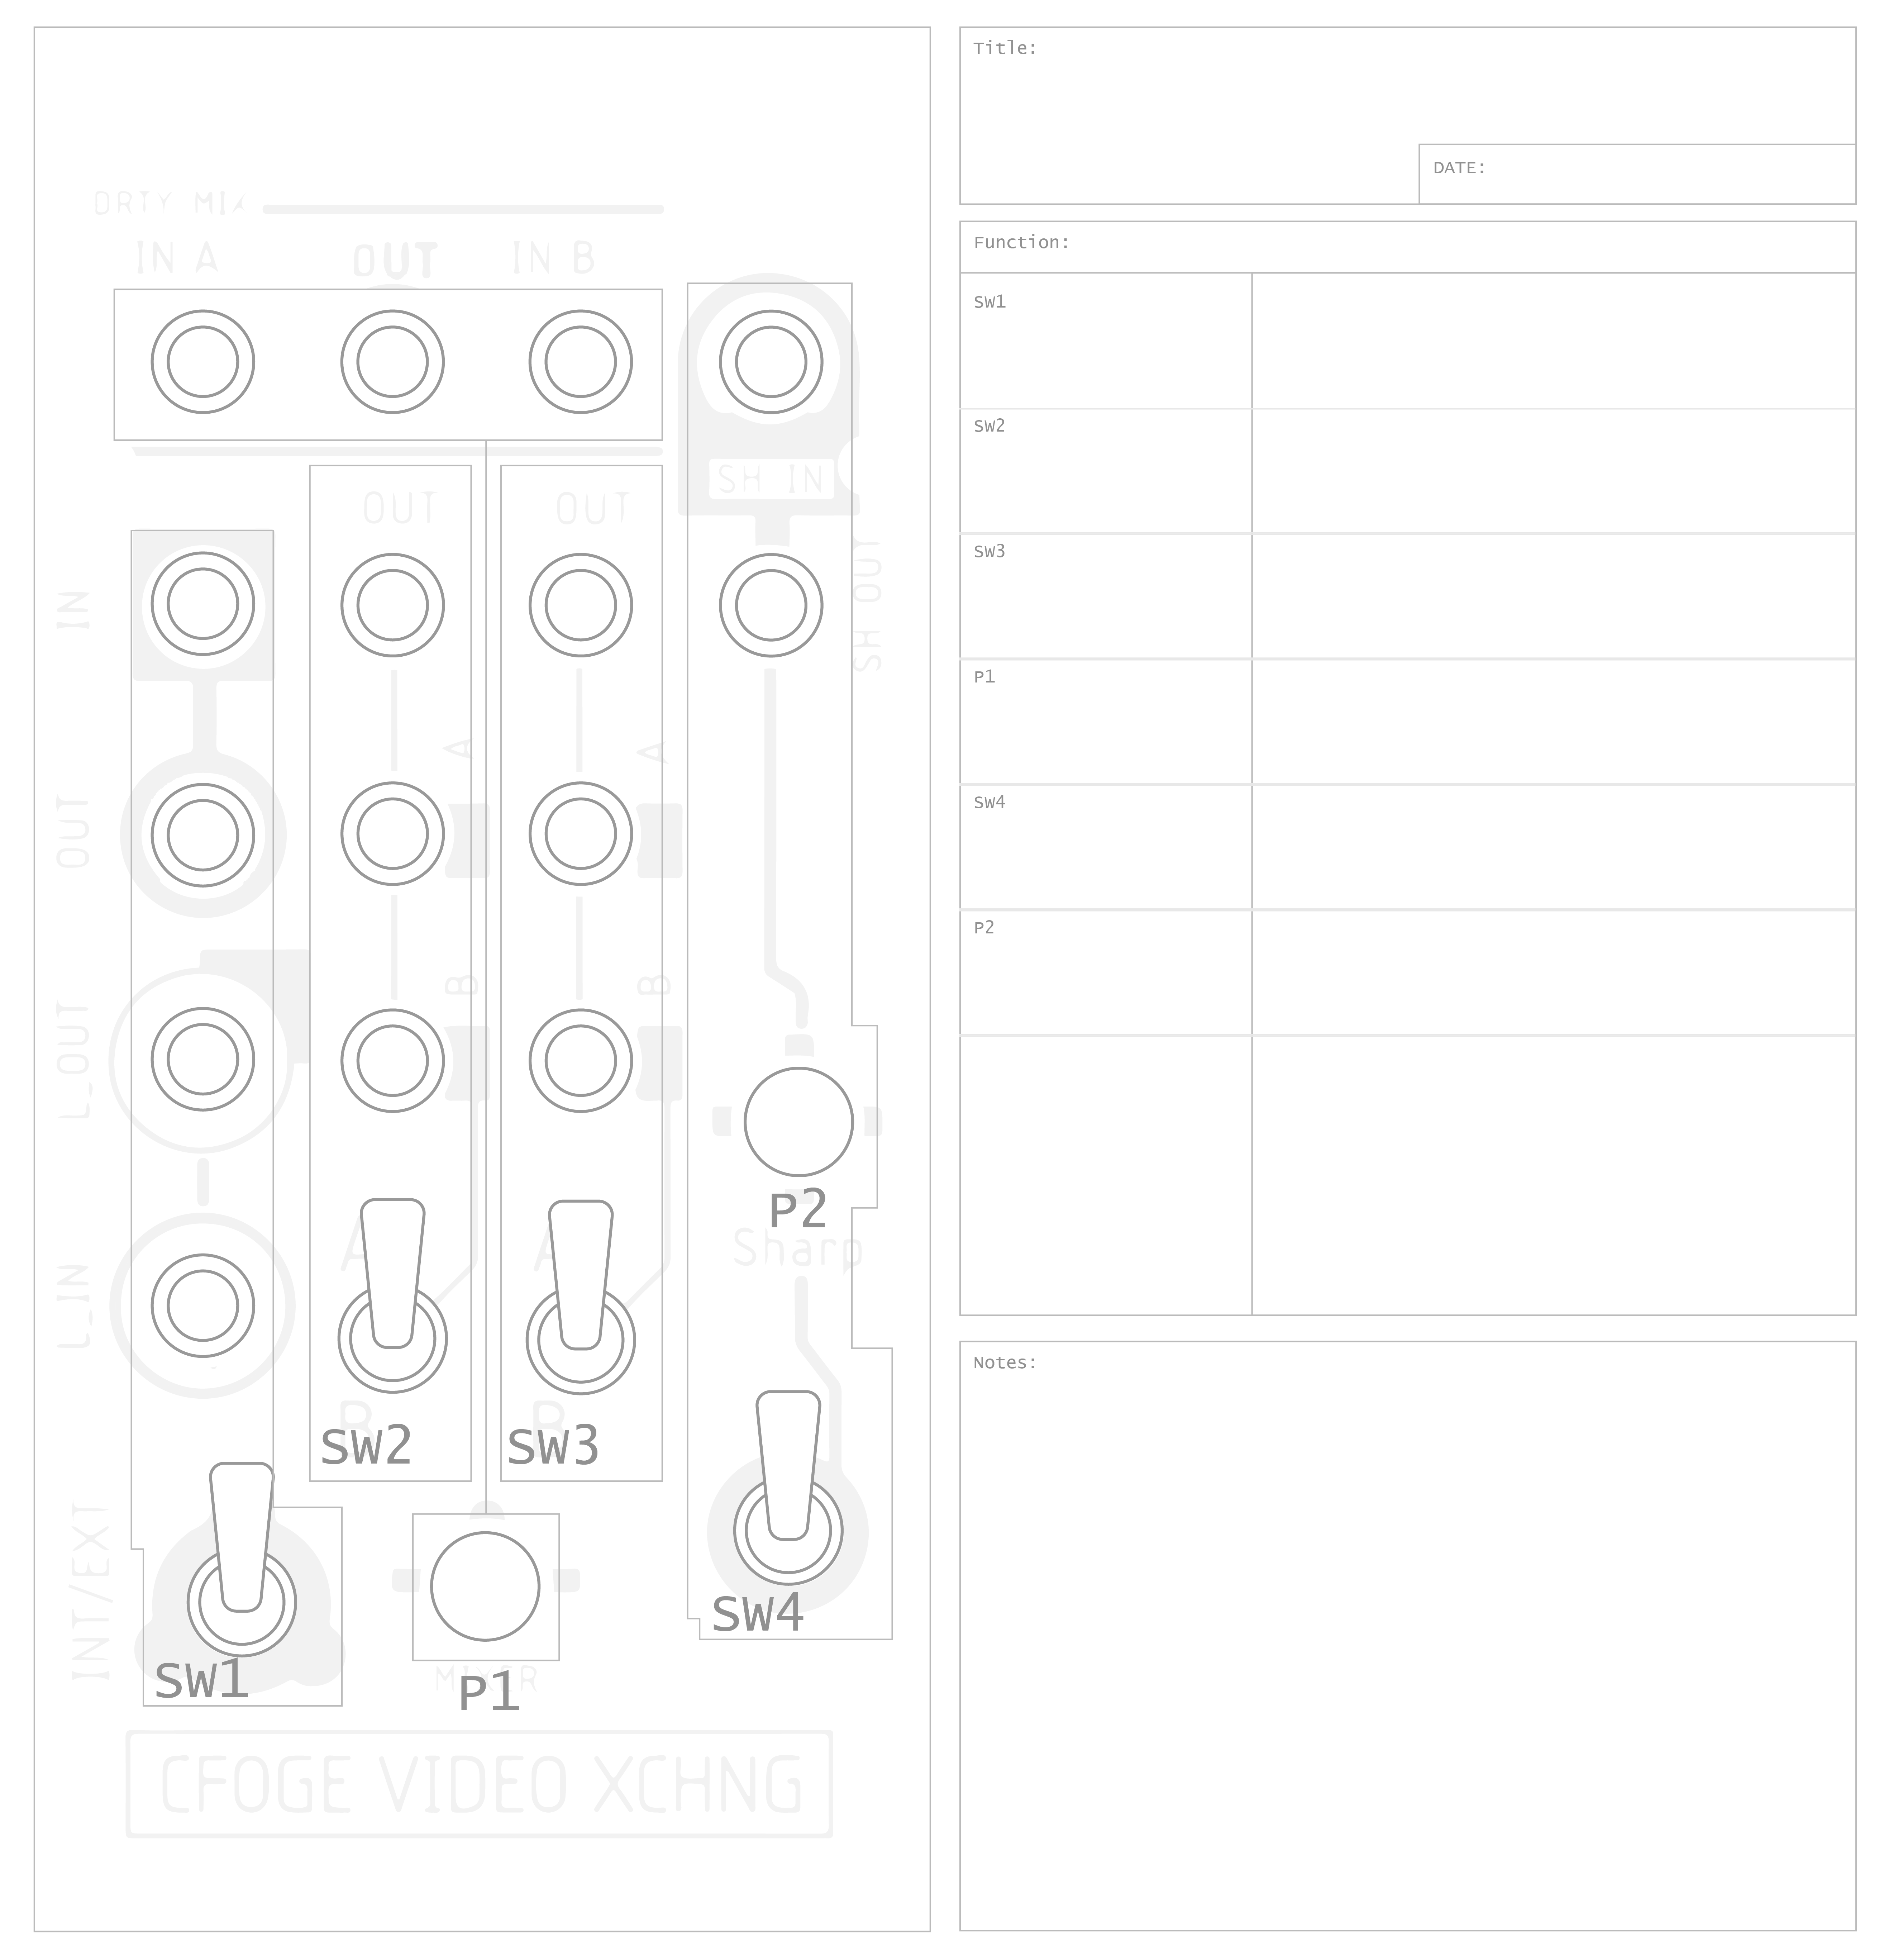 DRTY MIX
IN A OUT IN B
SH IN
OUT OUT
SH OUT
IN
A A
OUT
B B
L_OUT
P2
Sharp
L_IN
A A
B B
SW2 SW3
SW4
INT/EXT
SW1
MIXER
P1
CFOGE VIDEO XCHNG
Title:
DATE:
Function:
SW1
SW2
SW3
P1
SW4
P2
Notes: